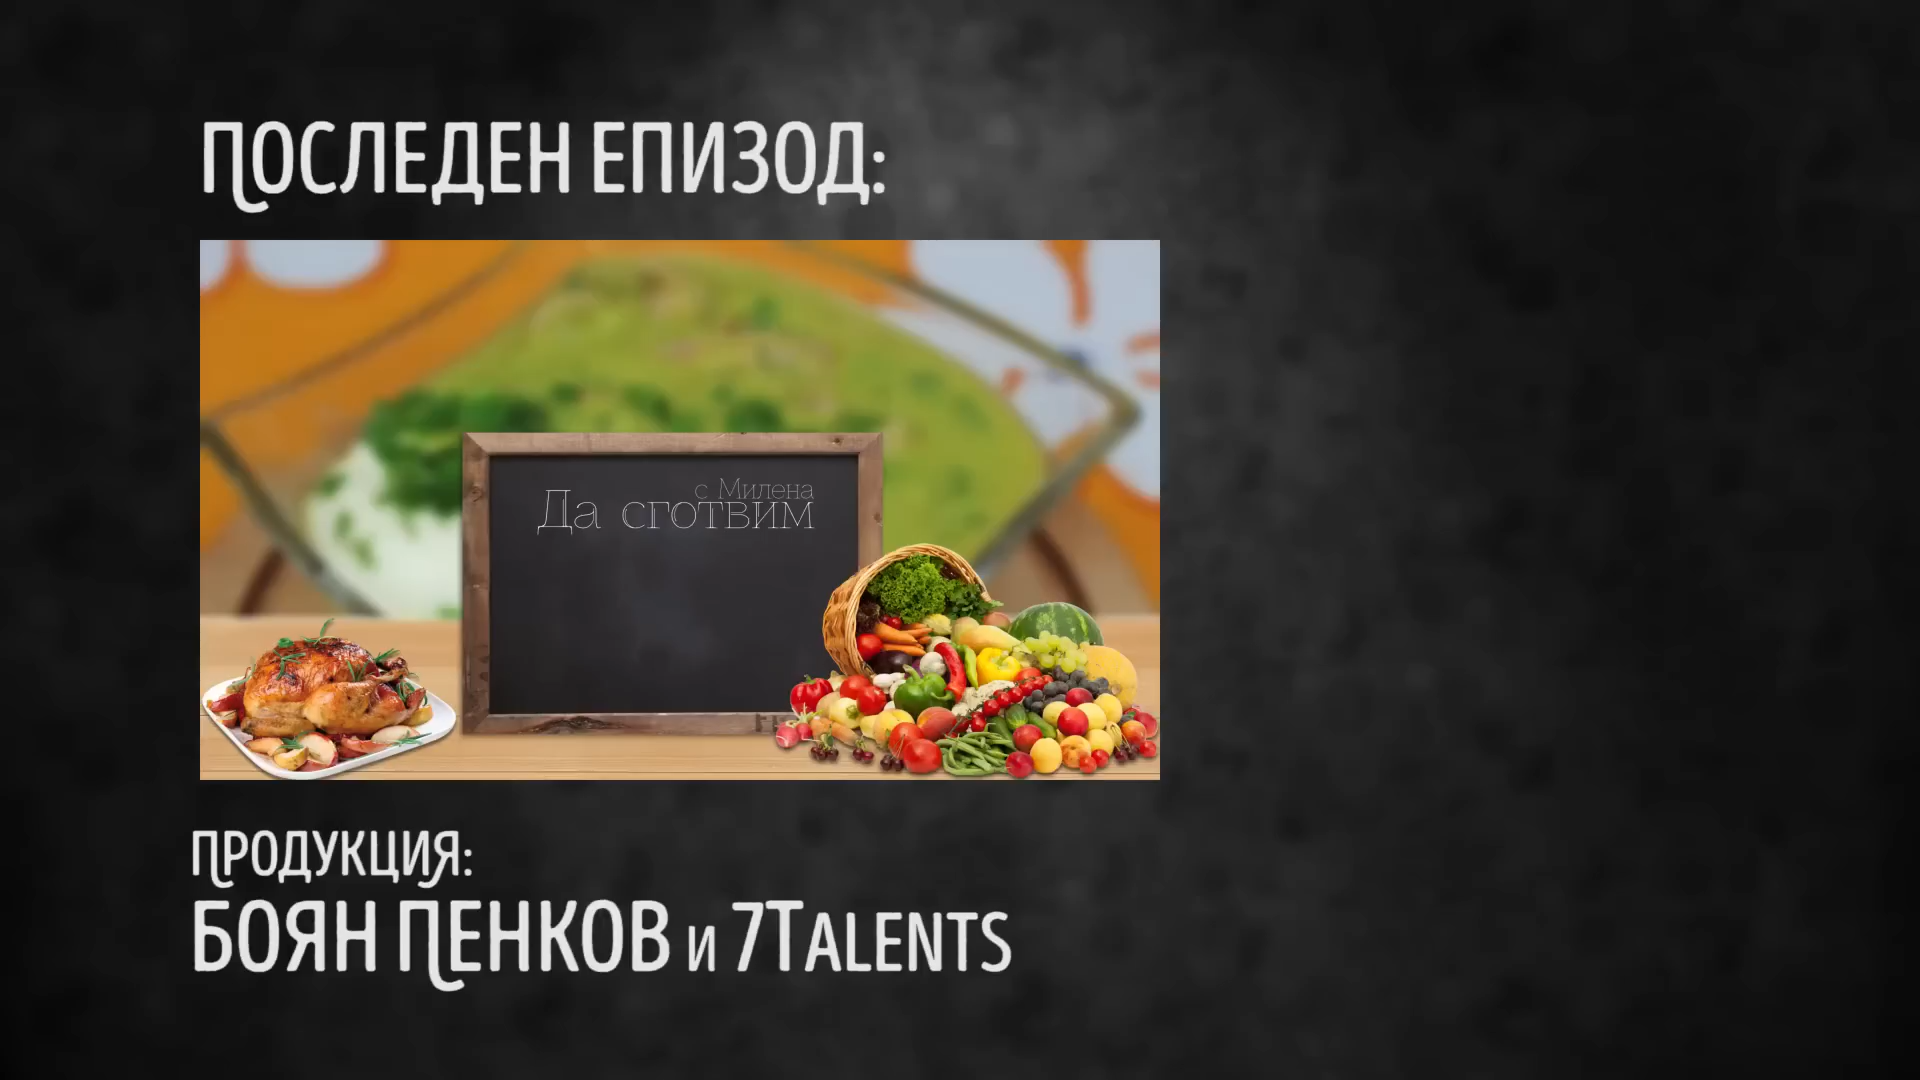 ПОСЛЕДЕН ЕПИЗОД:
с Милена
Да сготвим
ПРОДУКЦИЯ:
БОЯН ПЕНКОВ И 7TALENTS